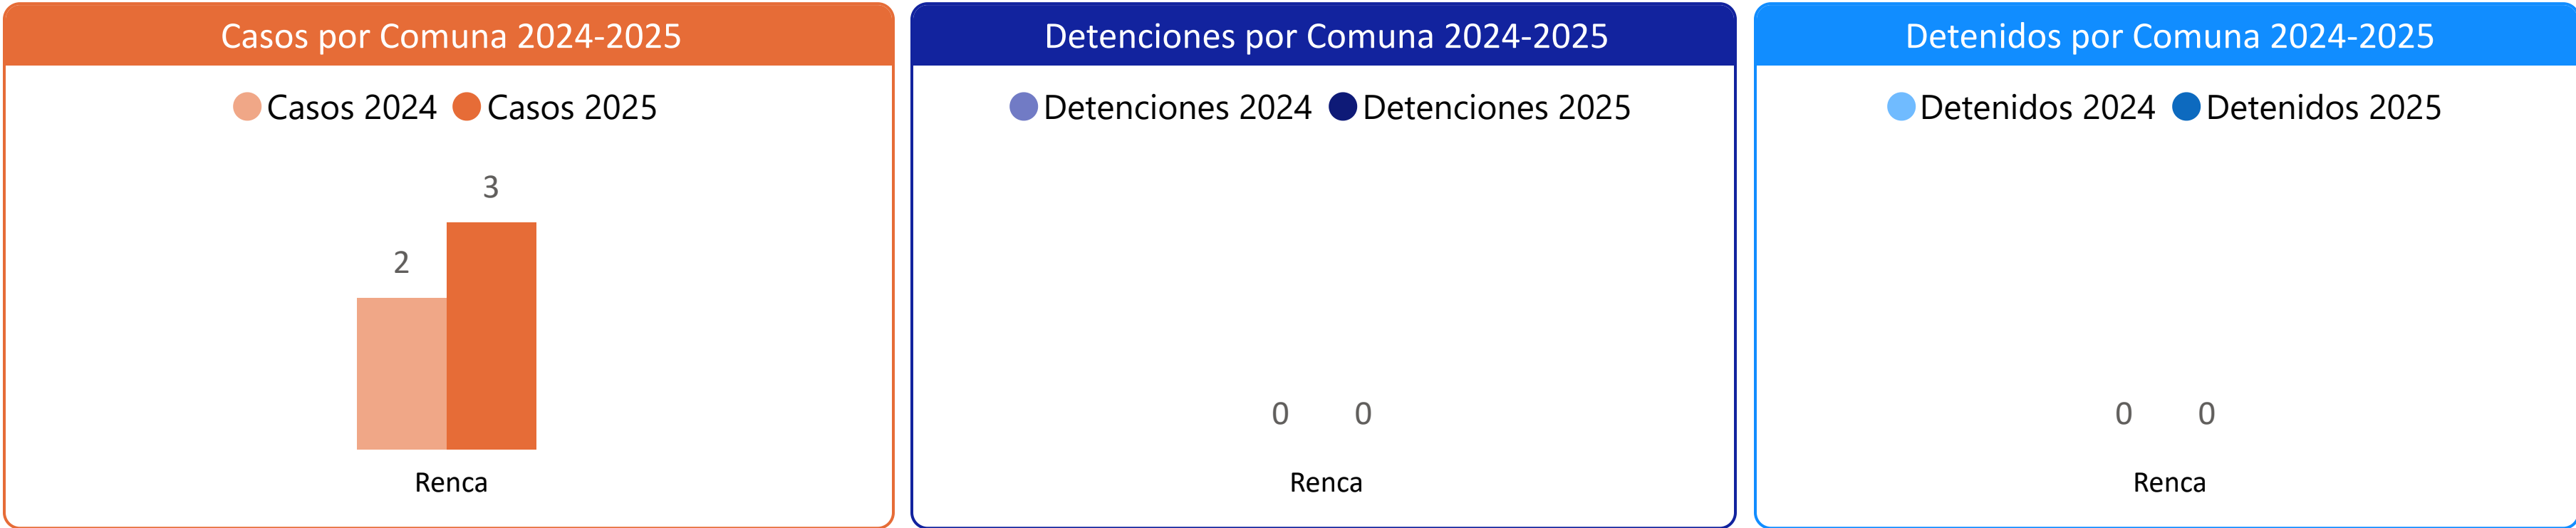 Casos por Comuna 2024-2025
Casos 2024 Casos 2025
2
3
Renca
Detenciones por Comuna 2024-2025
Detenciones 2024 Detenciones 2025
0 0
Renca
Detenidos por Comuna 2024-2025
Detenidos 2024 Detenidos 2025
0 0
Renca